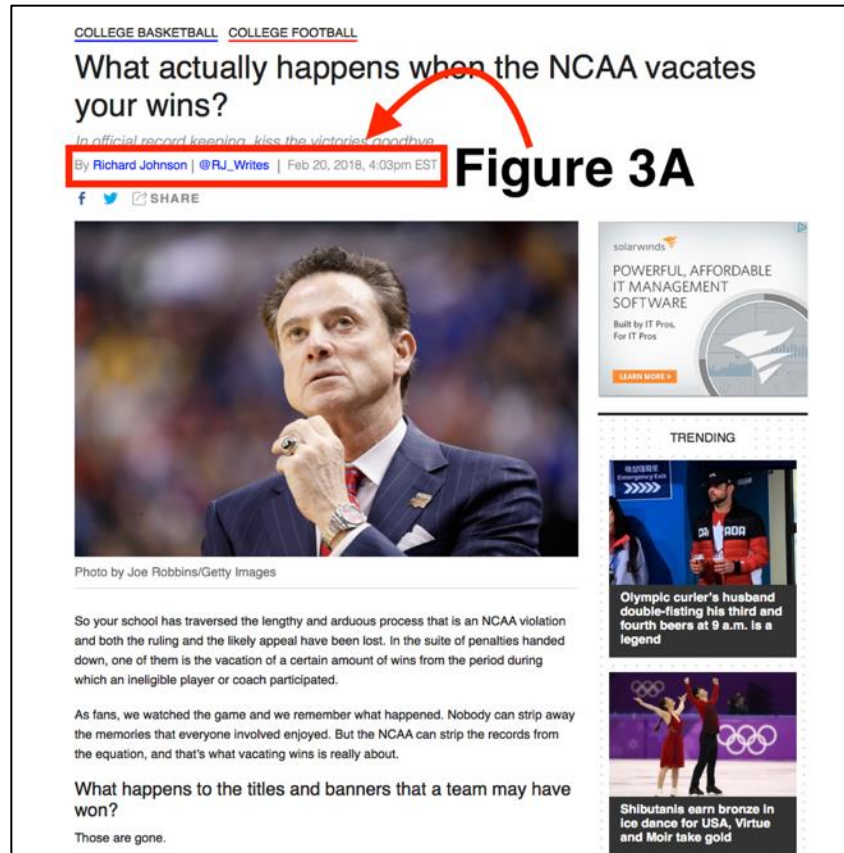 COLLEGE BASKETBALL COLLEGE FOOTBALL
What actually happens when the NCAA vacates
your wins?
In official record keeping, kiss the victories goodbye
By Richard Johnson | @RJ_Writes | Feb 20, 2018, 4:03pm EST
Figure 3A
SHARE
Photo by Joe Robbins/Getty Images
So your school has traversed the lengthy and arduous process that is an NCAA violation
and both the ruling and the likely appeal have been lost. In the suite of penalties handed
down, one of them is the vacation of a certain amount of wins from the period during
which an ineligible player or coach participated.
As fans, we watched the game and we remember what happened. Nobody can strip away
the memories that everyone involved enjoyed. But the NCAA can strip the records from
the equation, and that's what vacating wins is really about.
What happens to the titles and banners that a team may have
won?
Those are gone.
solarwinds
POWERFUL, AFFORDABLE
IT MANAGEMENT
SOFTWARE
Built by IT Pros,
For IT Pros
LEARN MORE »
TRENDING
Emergency Exit
Olympic curler's husband
double-fisting his third and
fourth beers at 9 a.m. is a
legend
Shibutanis earn bronze in
ice dance for USA, Virtue
and Moir take gold